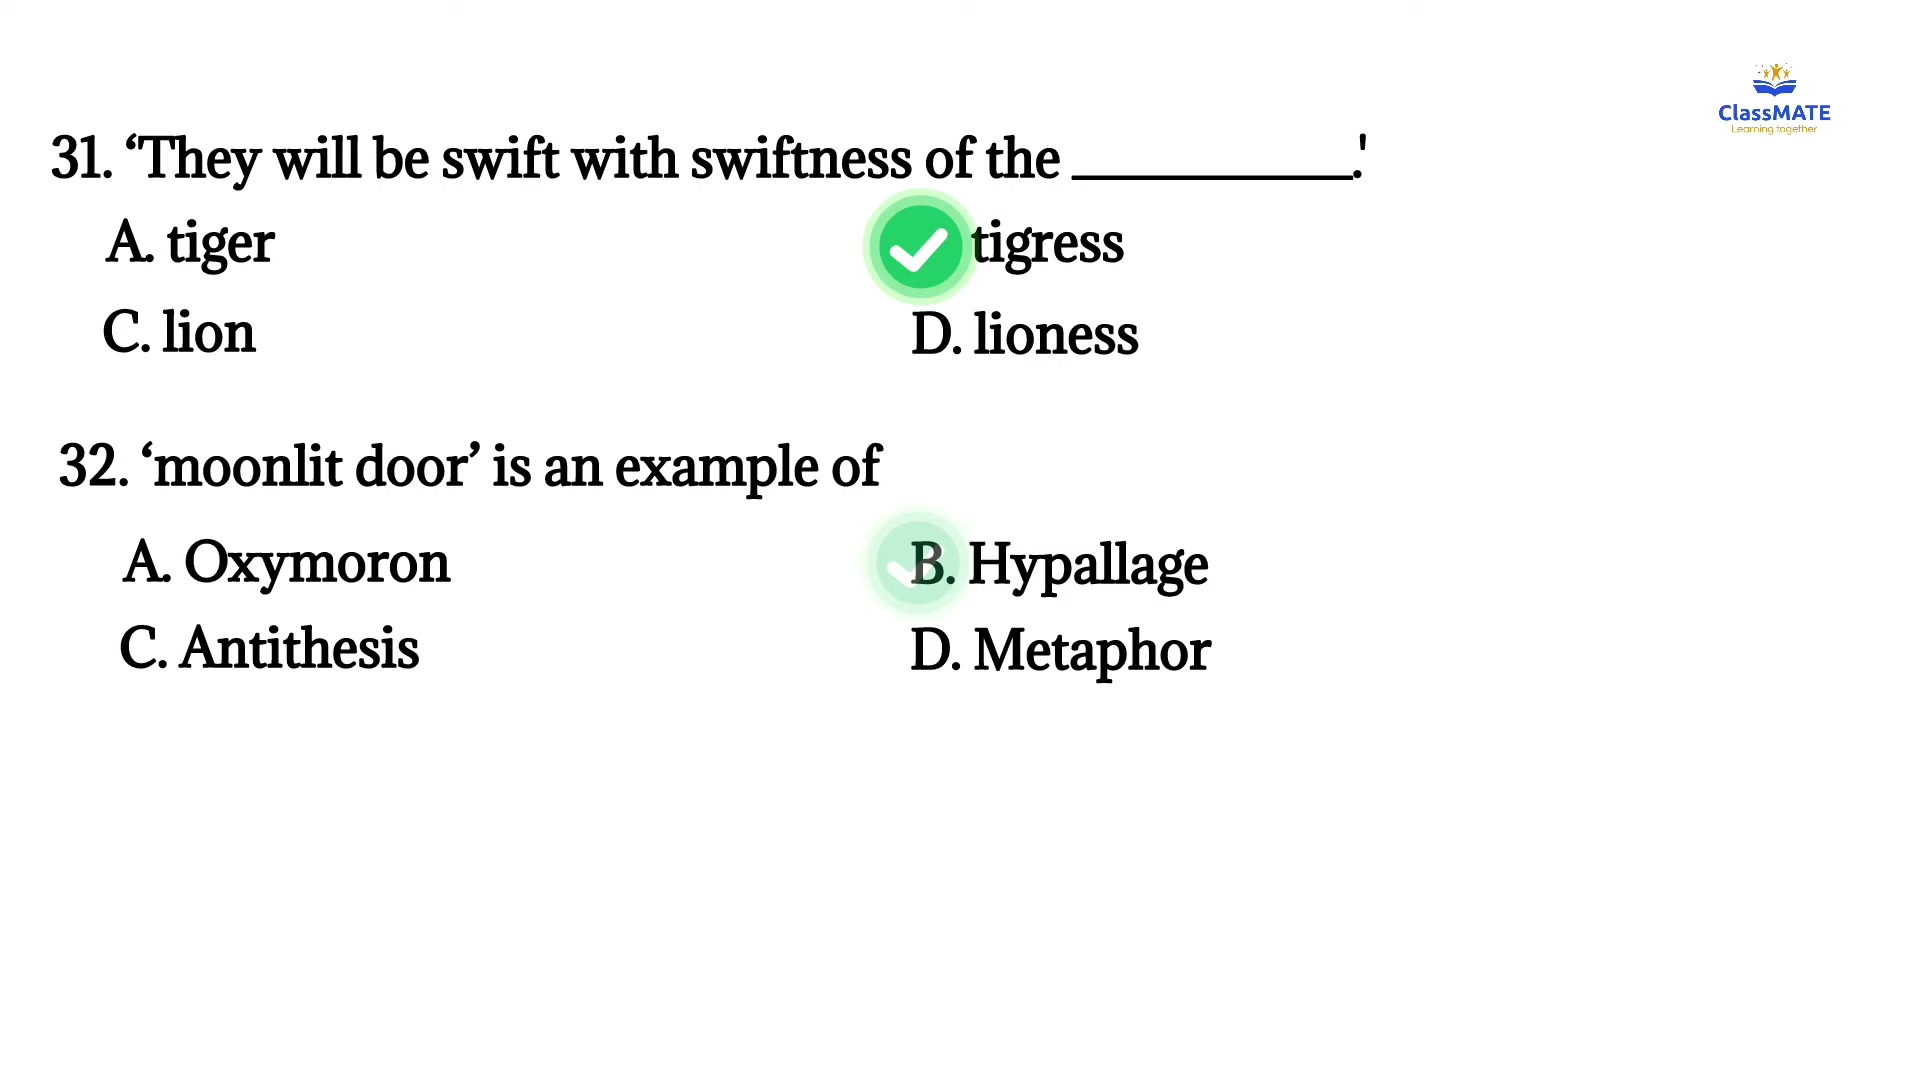 ClassMATE
Learning together
31. ‘They will be swift with swiftness of the ___________.'
A. tiger
tigress
C. lion
D. lioness
32. ‘moonlit door’ is an example of
A. Oxymoron
B. Hypallage
C. Antithesis
D. Metaphor